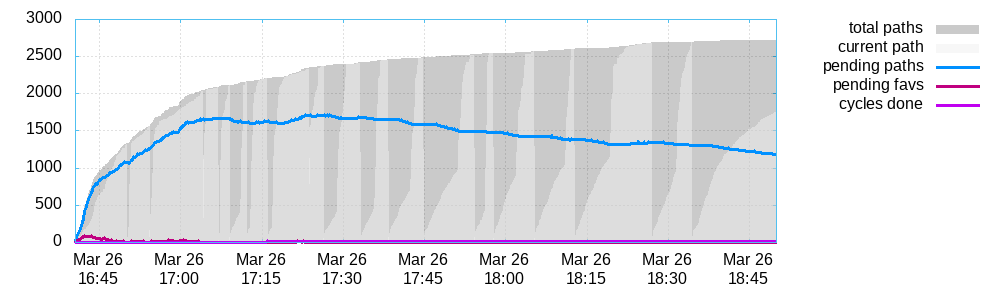 3000
2500
2000
1500
1000
500
0
Mar 26 Mar 26 Mar 26 Mar 26 Mar 26 Mar 26 Mar 26 Mar 26 Mar 26
16:45 17:00 17:15 17:30 17:45 18:00 18:15 18:30 18:45
total paths
current path
pending paths
pending favs
cycles done